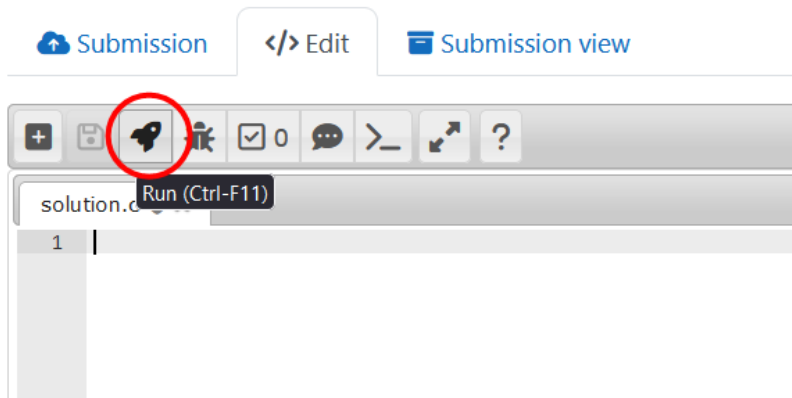 Submission </> Edit Submission view
0 >_ ?
Run (Ctrl-F11)
solution.c
1